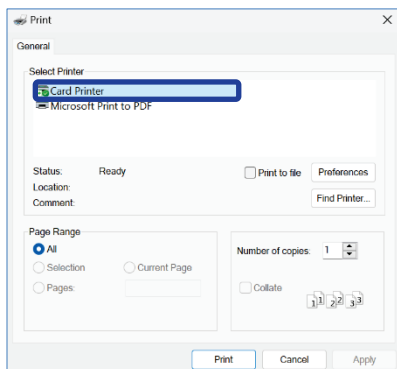 Print
General
Select Printer
Card Printer
Microsoft Print to PDF
Status: Ready
Print to file
Preferences
Location:
Comment:
Find Printer...
Page Range
All
Selection
Current Page
Pages:
Number of copies: 1
Collate
1 1 2 2 3 3
Print
Cancel
Apply